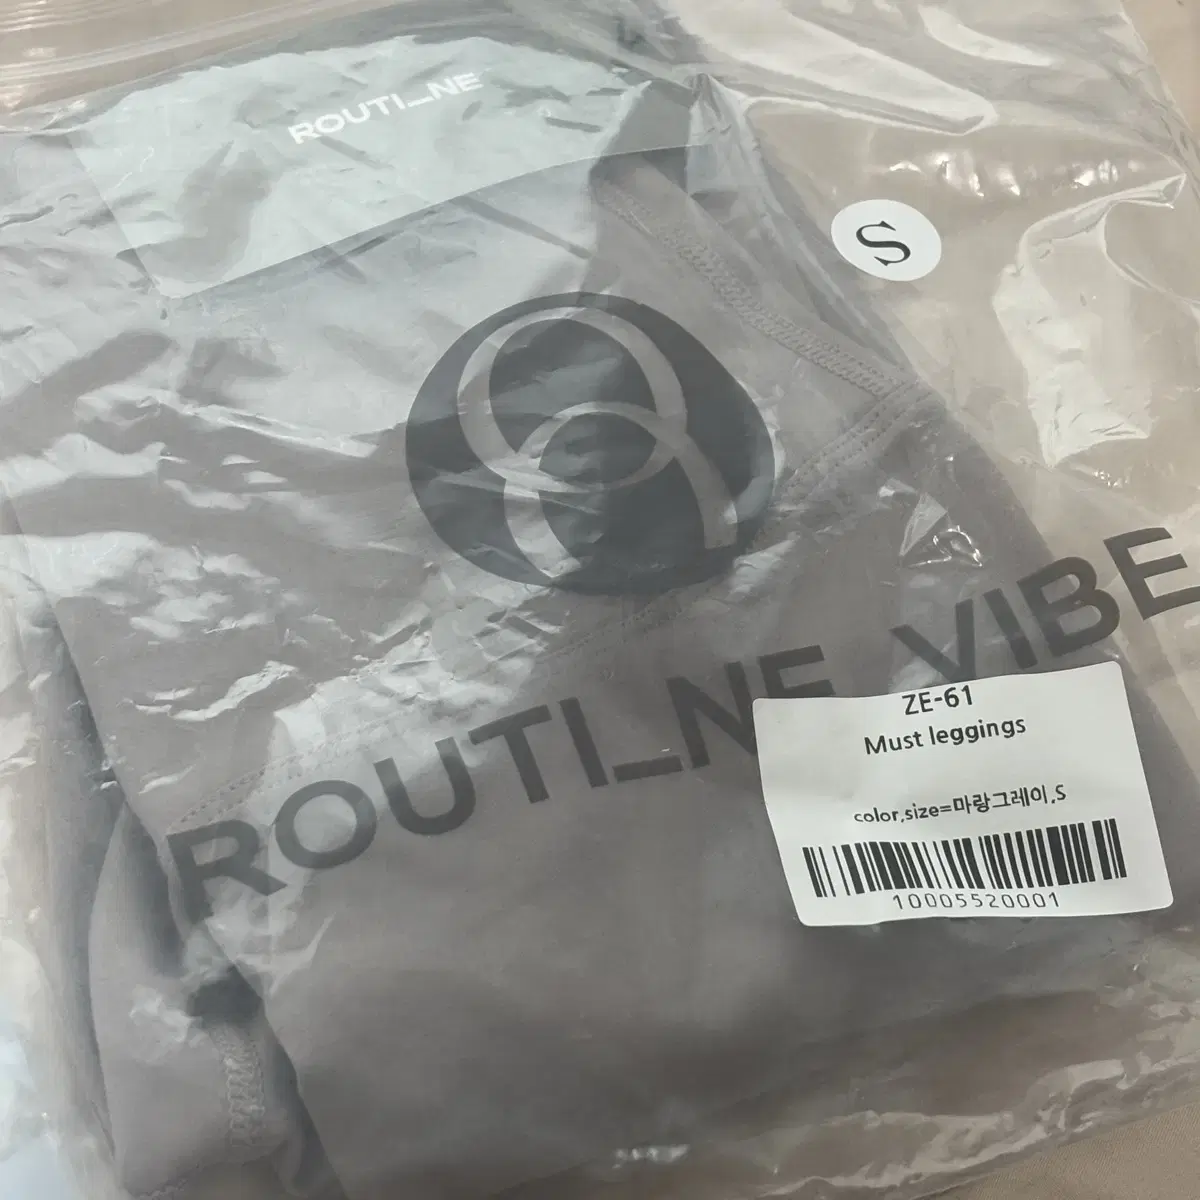 ROUTI_NE
S
ROUTI_NE VIBE
ZE-61
Must leggings
color,size=마랑그레이,S
10005520001